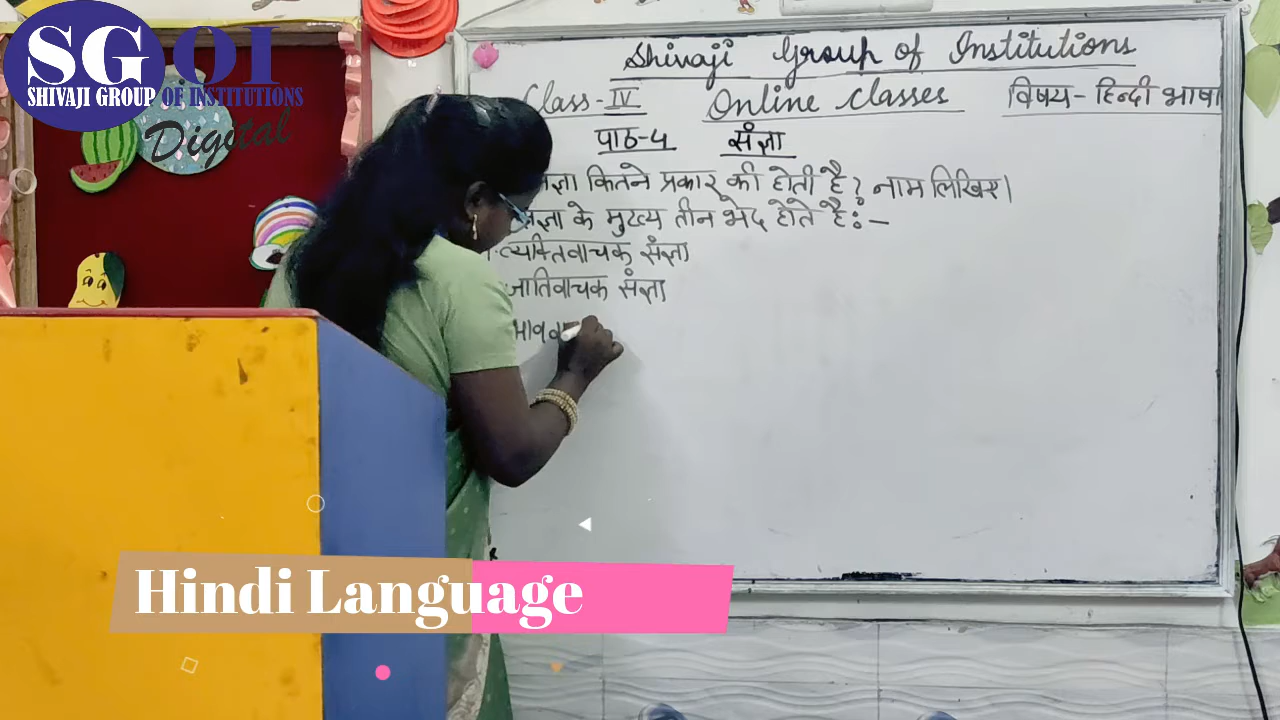 SGOI
SHIVAJI GROUP OF INSTITUTIONS
Digital
Shivaji Group of Institutions
Class-IV Online classes विषय-हिन्दी भाषा
पाठ-4 संज्ञा
कितने प्रकार की होती है? नाम लिखिए।
के मुख्य तीन भेद होते है:-
व्यक्तिवाचक संज्ञा
जातिवाचक संज्ञा
Hindi Language